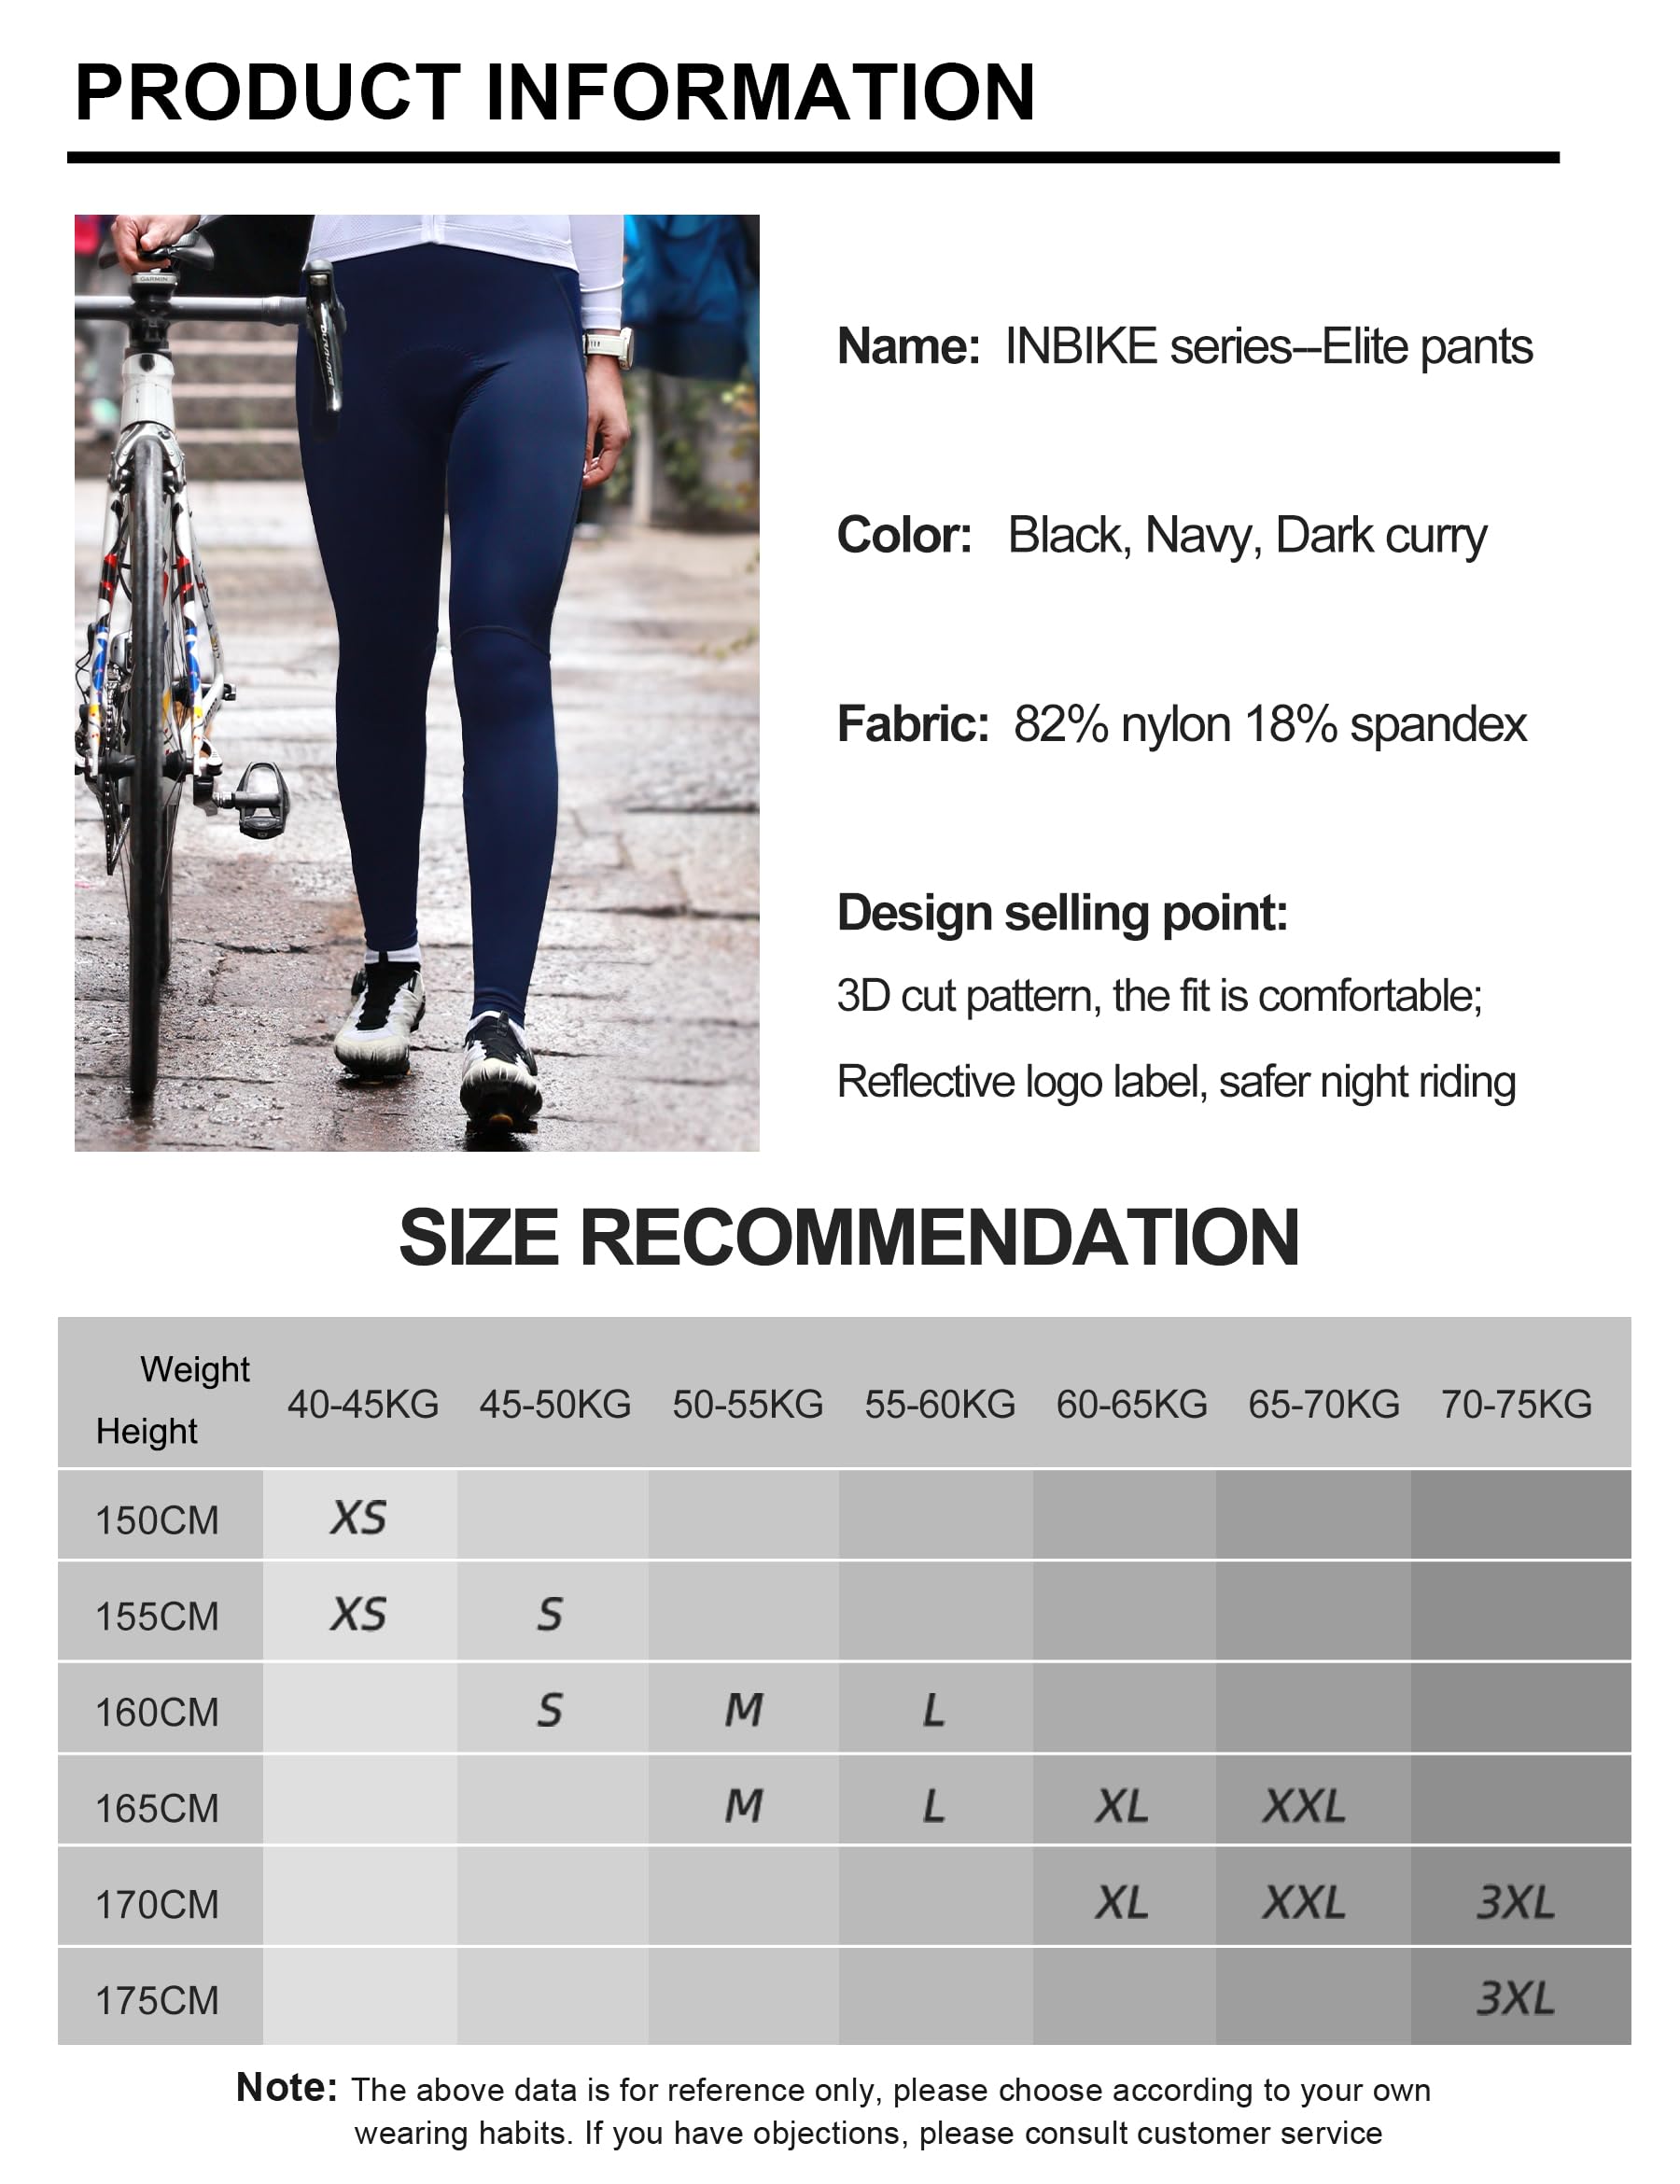 PRODUCT INFORMATION
GARMIN
DURA-ACE
Name: INBIKE series--Elite pants
Color: Black, Navy, Dark curry
Fabric: 82% nylon 18% spandex
Design selling point:
3D cut pattern, the fit is comfortable;
Reflective logo label, safer night riding
SIZE RECOMMENDATION
Weight
Height 40-45KG 45-50KG 50-55KG 55-60KG 60-65KG 65-70KG 70-75KG
150CM XS
155CM XS S
160CM S M L
165CM M L XL XXL
170CM XL XXL 3XL
175CM 3XL
Note: The above data is for reference only, please choose according to your own
wearing habits. If you have objections, please consult customer service